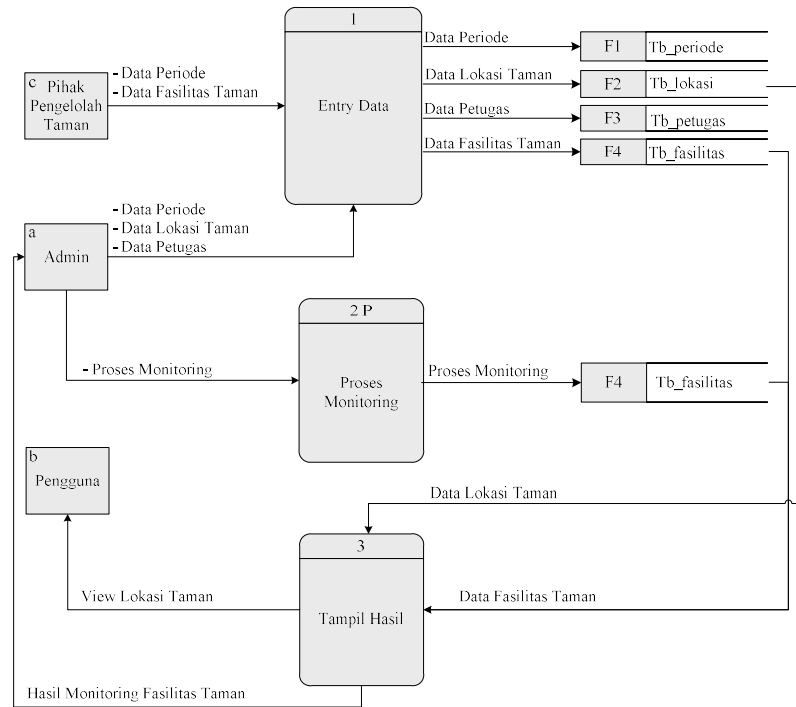 1
Entry Data
c
Pihak
Pengelolah
Taman
- Data Periode
- Data Fasilitas Taman
Data Periode
F1 Tb_periode
Data Lokasi Taman
F2 Tb_lokasi
Data Petugas
F3 Tb_petugas
Data Fasilitas Taman
F4 Tb_fasilitas
a
Admin
- Data Periode
- Data Lokasi Taman
- Data Petugas
2 P
Proses
Monitoring
- Proses Monitoring
Proses Monitoring
F4 Tb_fasilitas
b
Pengguna
Data Lokasi Taman
3
Tampil Hasil
View Lokasi Taman
Data Fasilitas Taman
Hasil Monitoring Fasilitas Taman